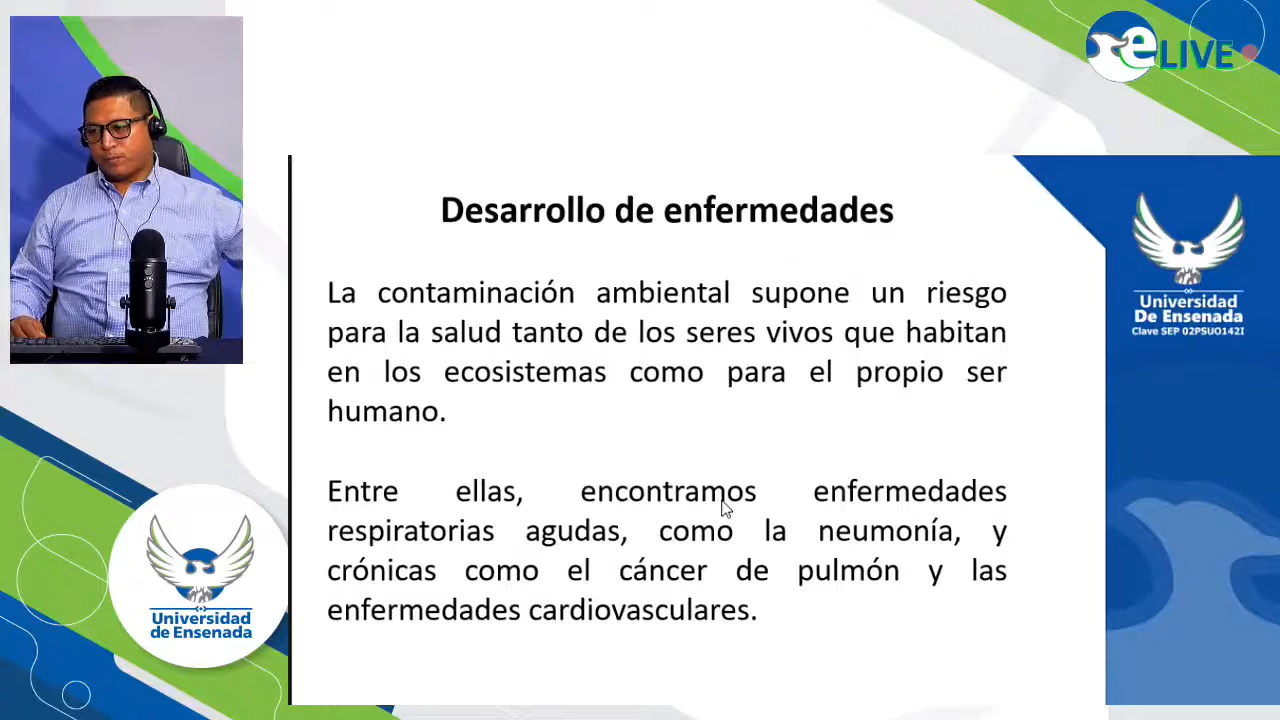 eLIVE
Desarrollo de enfermedades
La contaminación ambiental supone un riesgo
para la salud tanto de los seres vivos que habitan
en los ecosistemas como para el propio ser
humano.
Entre ellas, encontramos enfermedades
respiratorias agudas, como la neumonía, y
crónicas como el cáncer de pulmón y las
enfermedades cardiovasculares.
Universidad
De Ensenada
Clave SEP 02PSU0142I
Universidad
de Ensenada